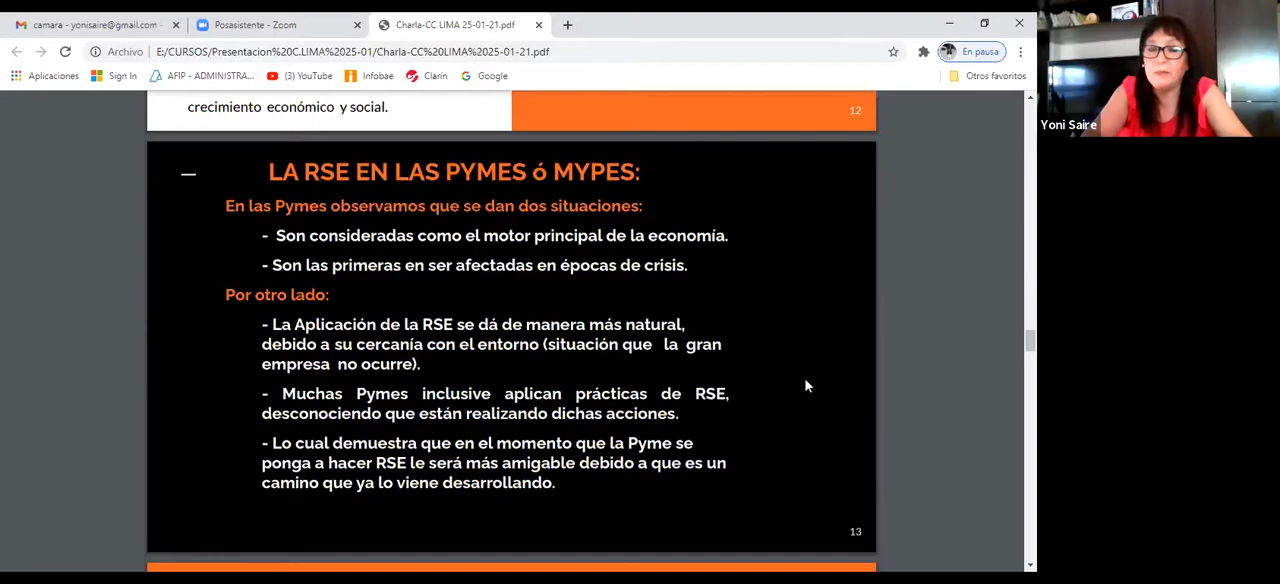 camara - yonisaire@gmail.com -
Posasistente - Zoom
Charla-CC LIMA 25-01-21.pdf
Archivo
E:/CURSOS/Presentacion%20C.LIMA%2025-01/Charla-CC%20LIMA%2025-01-21.pdf
En pausa
Aplicaciones
Sign In
AFIP - ADMINISTRA...
(3) YouTube
Infobae
Clarín
Google
Otros favoritos
crecimiento económico y social.
12
Yoni Saire
LA RSE EN LAS PYMES ó MYPES:
En las Pymes observamos que se dan dos situaciones:
- Son consideradas como el motor principal de la economía.
- Son las primeras en ser afectadas en épocas de crisis.
Por otro lado:
- La Aplicación de la RSE se dá de manera más natural,
debido a su cercanía con el entorno (situación que la gran
empresa no ocurre).
- Muchas Pymes inclusive aplican prácticas de RSE,
desconociendo que están realizando dichas acciones.
- Lo cual demuestra que en el momento que la Pyme se
ponga a hacer RSE le será más amigable debido a que es un
camino que ya lo viene desarrollando.
13